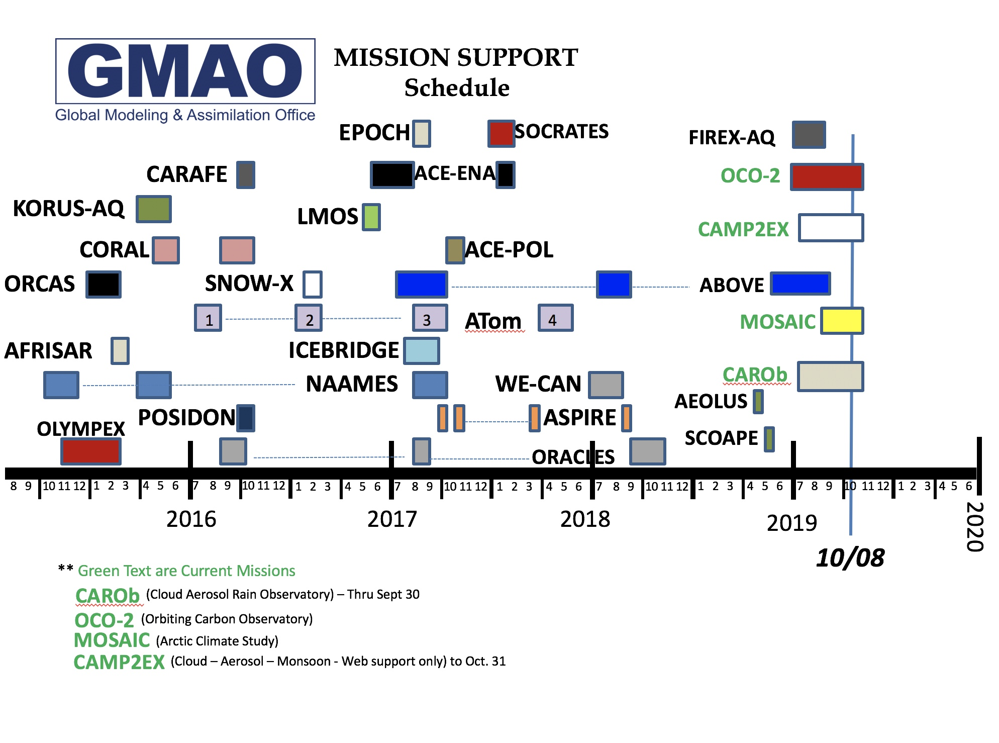 GMAO
Global Modeling & Assimilation Office
MISSION SUPPORT
Schedule
EPOCH SOCRATES FIREX-AQ
CARAFE ACE-ENA OCO-2
KORUS-AQ LMOS CAMP2EX
CORAL ACE-POL
ORCAS SNOW-X ABOVE
1 2 3 ATom 4 MOSAIC
AFRISAR ICEBRIDGE
NAAMES WE-CAN CAROb
AEOLUS
POSIDON ASPIRE
OLYMPEX SCOAPE
ORACLES
8 9 10 11 12 1 2 3 4 5 6 7 8 9 10 11 12 1 2 3 4 5 6 7 8 9 10 11 12 1 2 3 4 5 6 7 8 9 10 11 12 1 2 3 4 5 6 7 8 9 10 11 12 1 2 3 4 5 6
2016 2017 2018 2019 2020
10/08
** Green Text are Current Missions
CAROb (Cloud Aerosol Rain Observatory) – Thru Sept 30
OCO-2 (Orbiting Carbon Observatory)
MOSAIC (Arctic Climate Study)
CAMP2EX (Cloud – Aerosol – Monsoon - Web support only) to Oct. 31